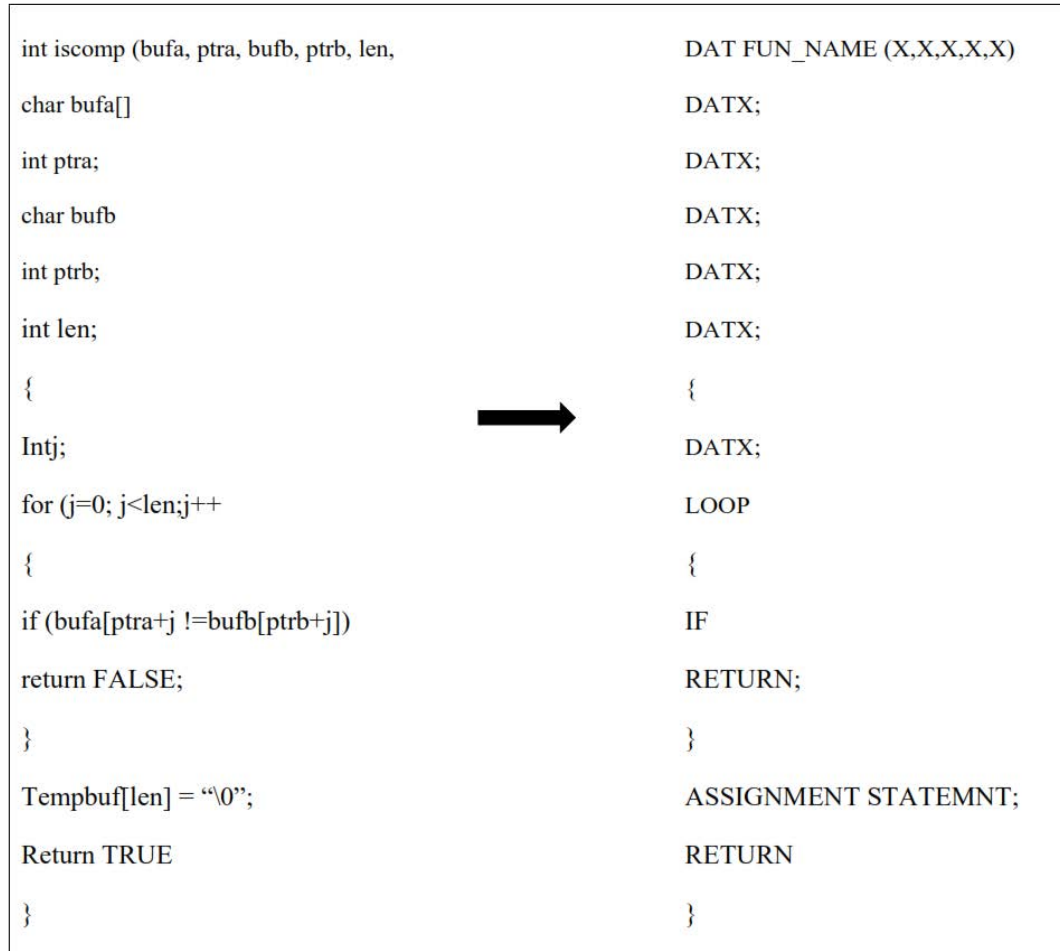 int iscomp (bufa, ptra, bufb, ptrb, len,
DAT FUN_NAME (X,X,X,X,X)
char bufa[]
DATX;
int ptra;
DATX;
char bufb
DATX;
int ptrb;
DATX;
int len;
DATX;
{
{
Intj;
DATX;
for (j=0; j<len;j++
LOOP
{
{
if (bufa[ptra+j !=bufb[ptrb+j])
IF
return FALSE;
RETURN;
}
}
Tempbuf[len] = “\0”;
ASSIGNMENT STATEMNT;
Return TRUE
RETURN
}
}